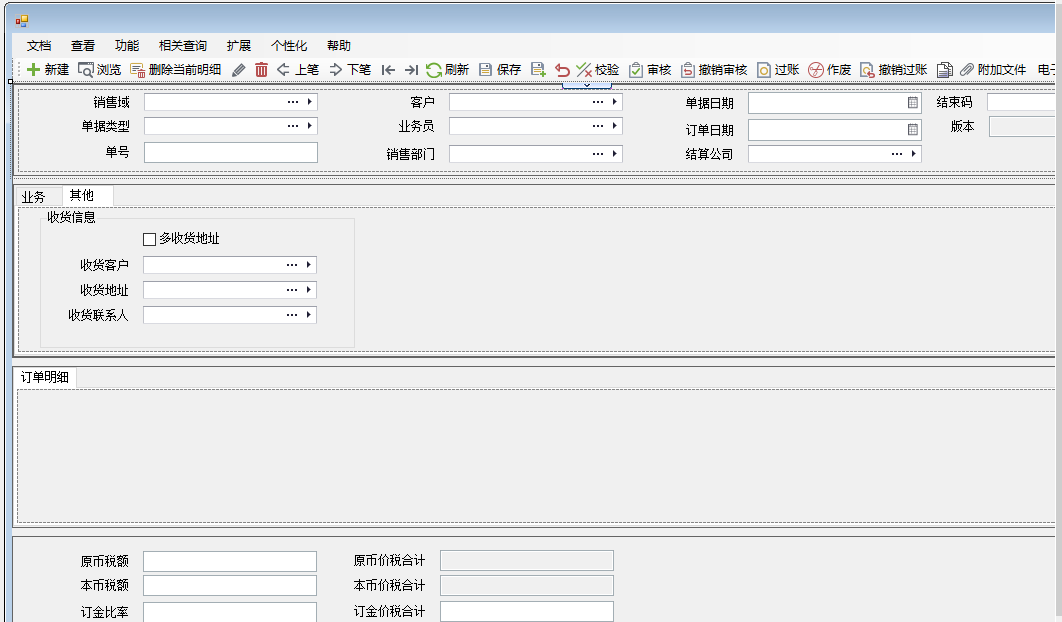 文档 查看 功能 相关查询 扩展 个性化 帮助
新建 浏览 删除当前明细 上笔 下笔 刷新 保存 校验 审核 撤销审核 过账 作废 撤销过账 附加文件
销售域 客户 单据日期 结束码
单据类型 业务员 订单日期 版本
单号 销售部门 结算公司
业务 其他
收货信息
多收货地址
收货客户
收货地址
收货联系人
订单明细
原币税额 原币价税合计
本币税额 本币价税合计
订金比率 订金价税合计